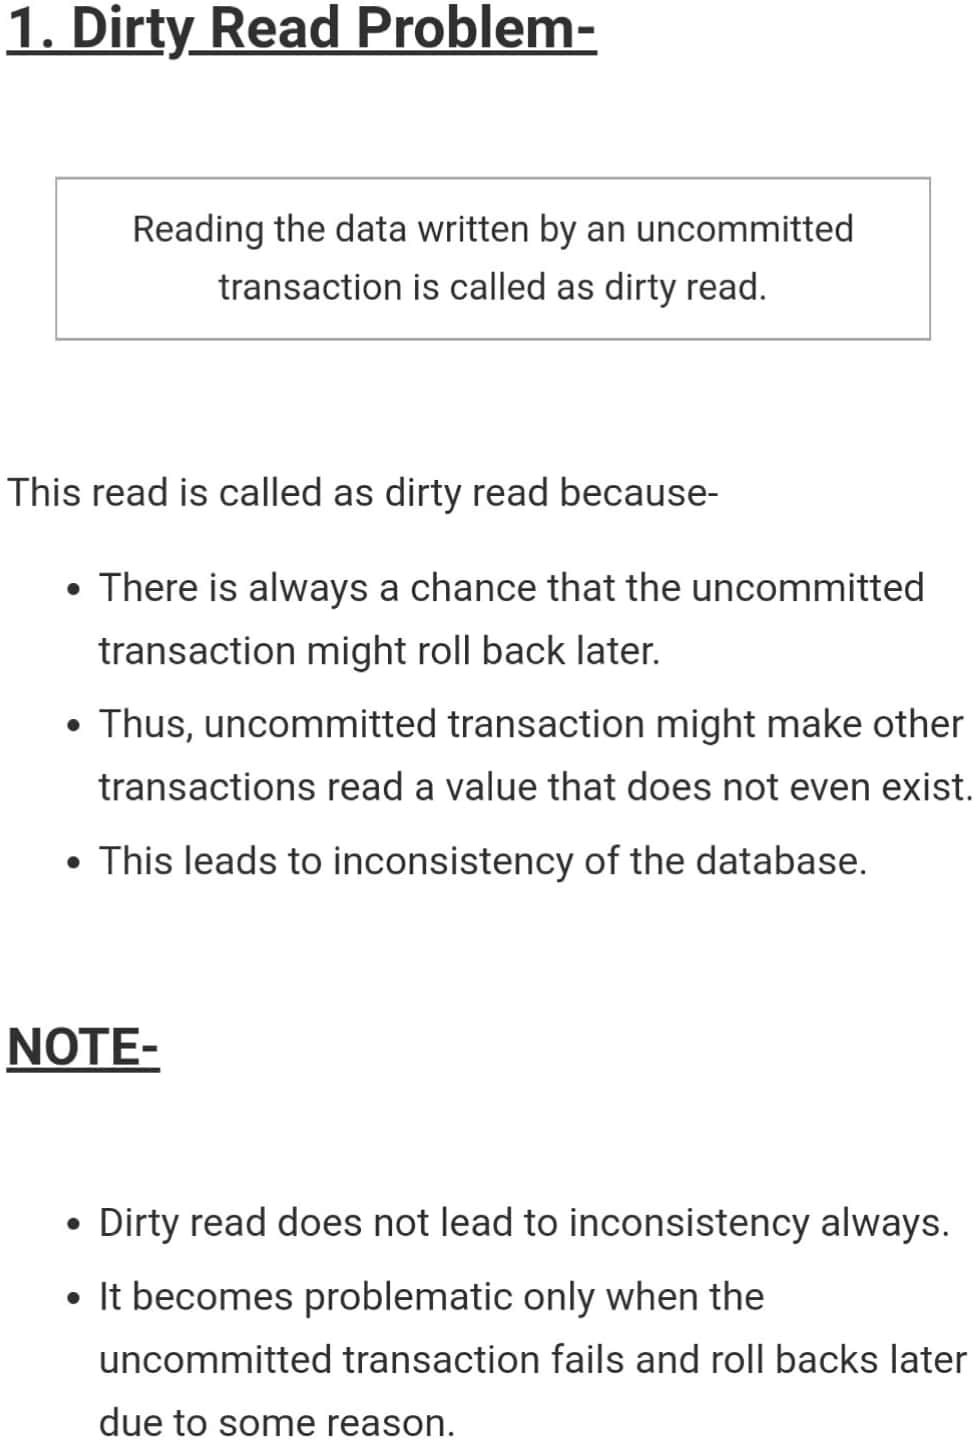 1. Dirty Read Problem-
Reading the data written by an uncommitted
transaction is called as dirty read.
This read is called as dirty read because-
• There is always a chance that the uncommitted
transaction might roll back later.
• Thus, uncommitted transaction might make other
transactions read a value that does not even exist.
• This leads to inconsistency of the database.
NOTE-
• Dirty read does not lead to inconsistency always.
• It becomes problematic only when the
uncommitted transaction fails and roll backs later
due to some reason.